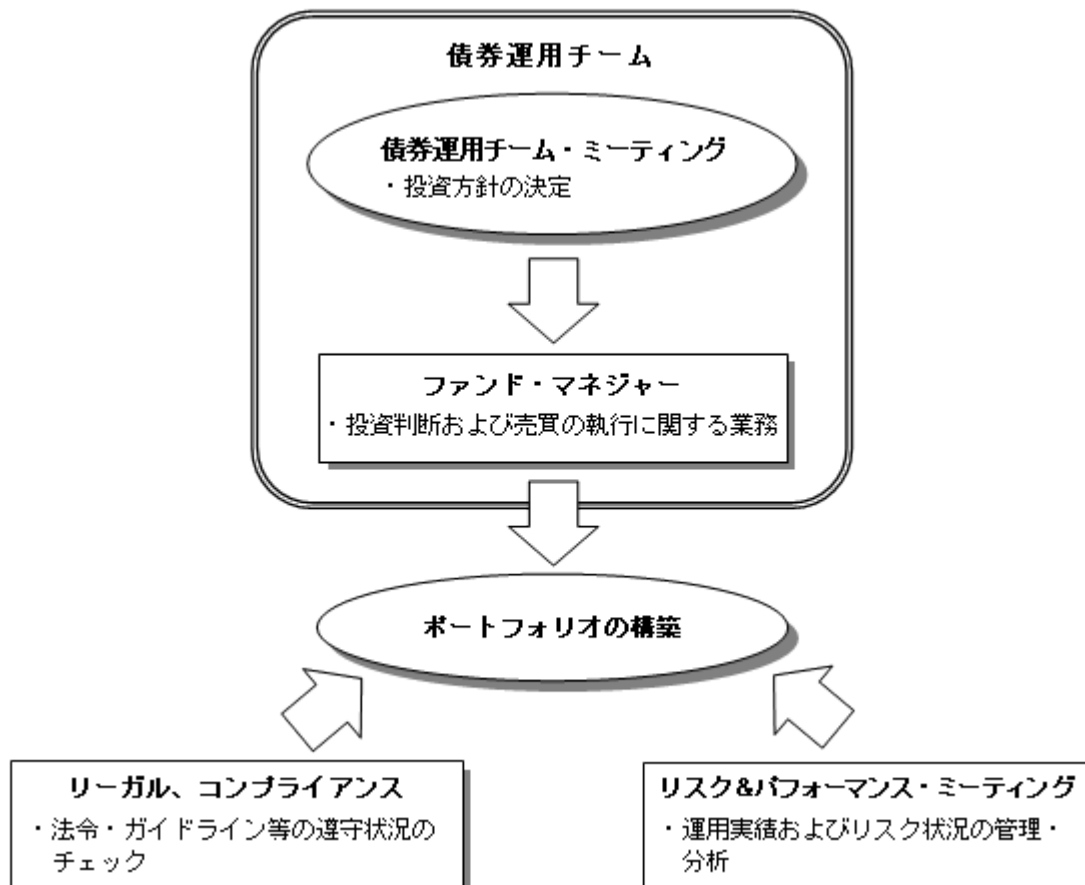 債券運用チーム
債券運用チーム・ミーティング
・投資方針の決定
ファンド・マネジャー
・投資判断および売買の執行に関する業務
ポートフォリオの構築
リーガル、コンプライアンス
・法令・ガイドライン等の遵守状況の
チェック
リスク&パフォーマンス・ミーティング
・運用実績およびリスク状況の管理・
分析